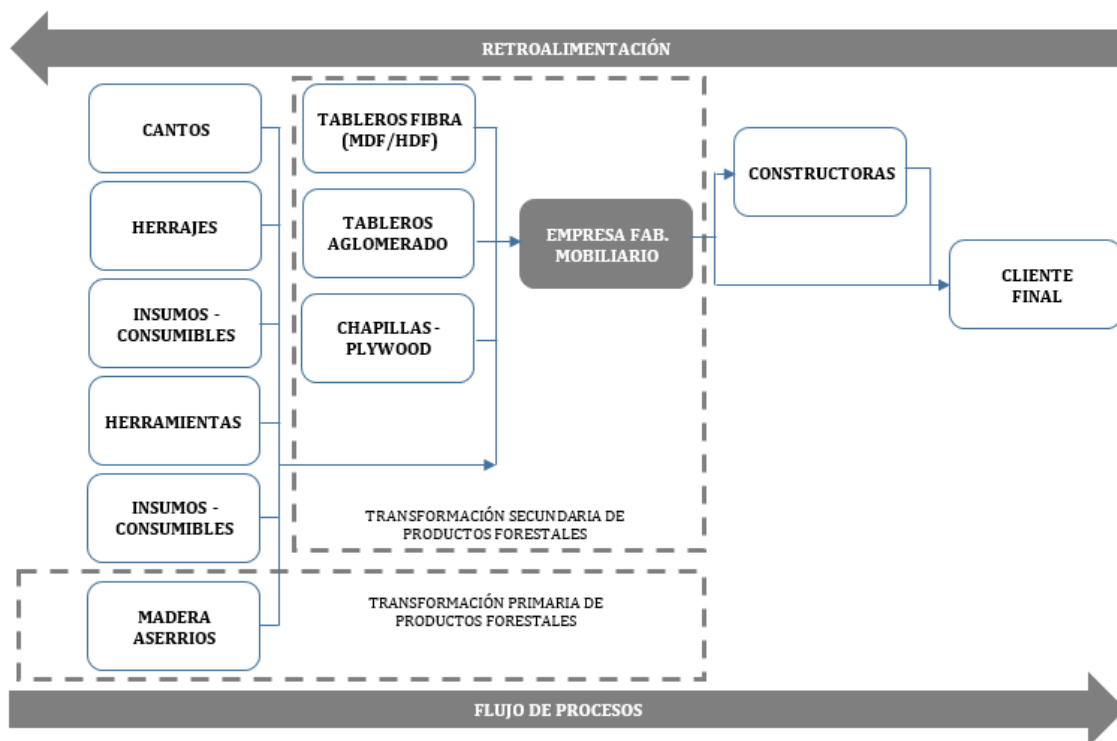 RETROALIMENTACIÓN
CANTOS
HERRAJES
INSUMOS -
CONSUMIBLES
HERRAMIENTAS
INSUMOS -
CONSUMIBLES
MADERA
ASERRIOS
TABLEROS FIBRA
(MDF/HDF)
TABLEROS
AGLOMERADO
CHAPILLAS -
PLYWOOD
EMPRESA FAB.
MOBILIARIO
TRANSFORMACIÓN SECUNDARIA DE
PRODUCTOS FORESTALES
TRANSFORMACIÓN PRIMARIA DE
PRODUCTOS FORESTALES
CONSTRUCTORAS
CLIENTE
FINAL
FLUJO DE PROCESOS